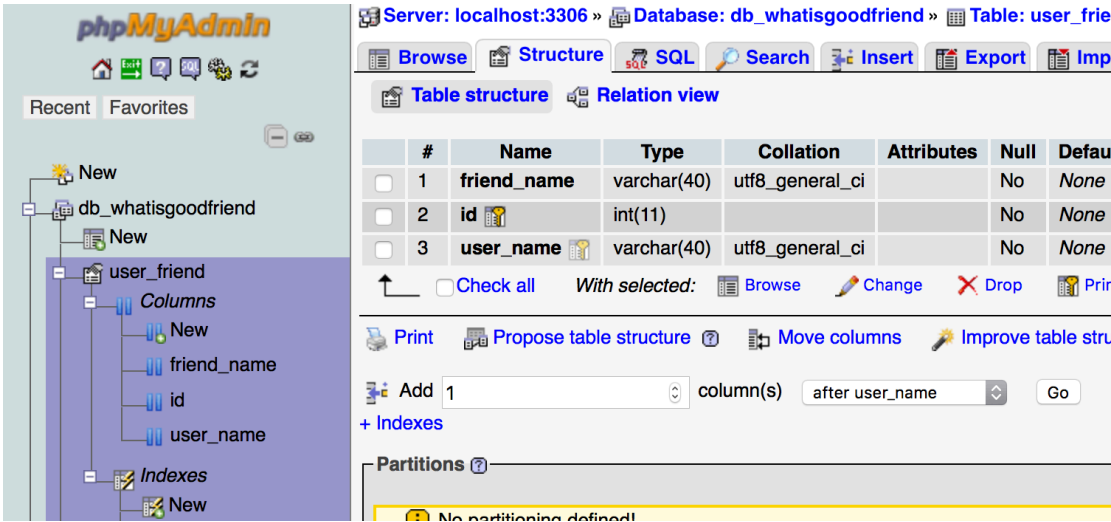 phpMyAdmin
Recent Favorites
New
db_whatisgoodfriend
New
user_friend
Columns
New
friend_name
id
user_name
Indexes
New
Server: localhost:3306 » Database: db_whatisgoodfriend » Table: user_frie
Browse Structure SQL Search Insert Export Imp
Table structure Relation view
# Name Type Collation Attributes Null Defau
1 friend_name varchar(40) utf8_general_ci No None
2 id int(11) No None
3 user_name varchar(40) utf8_general_ci No None
Check all With selected: Browse Change Drop Prir
Print Propose table structure Move columns Improve table stru
Add 1 column(s) after user_name Go
+ Indexes
Partitions
No partitioning defined!